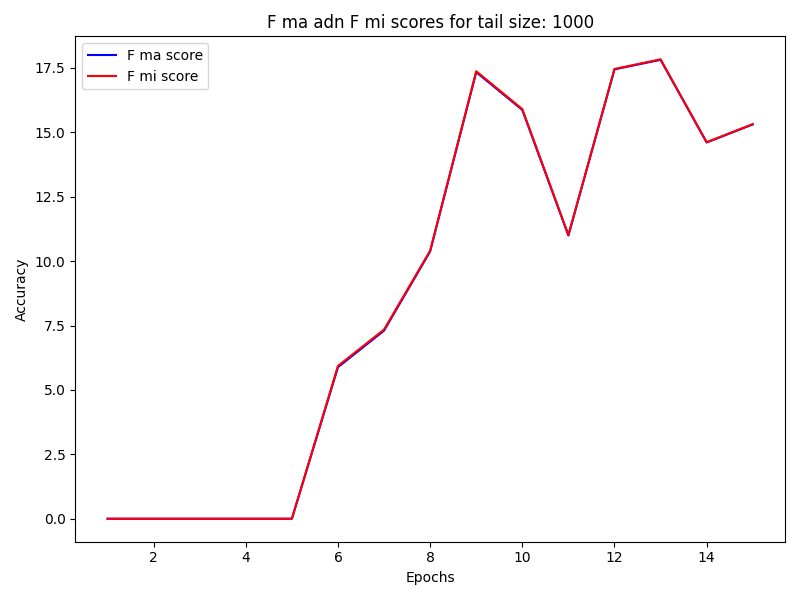 F ma adn F mi scores for tail size: 1000
F ma score
F mi score
17.5
15.0
12.5
10.0
7.5
5.0
2.5
0.0
Accuracy
2 4 6 8 10 12 14
Epochs